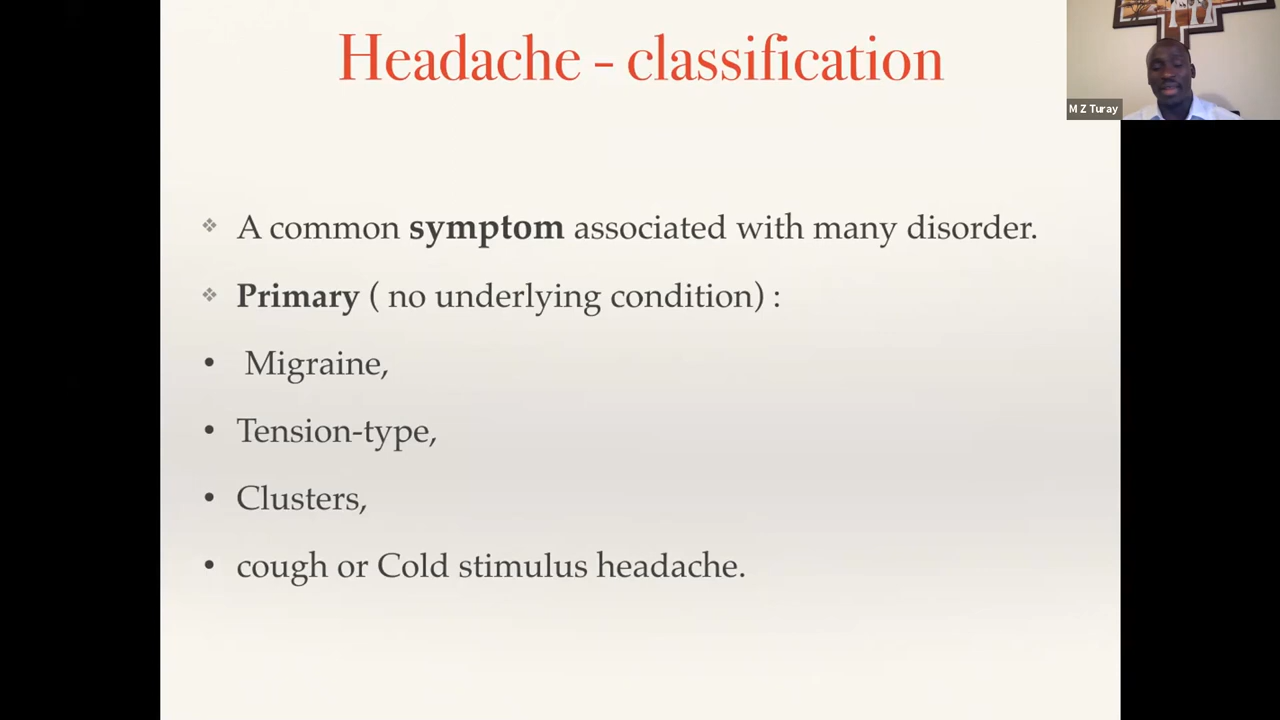 Headache - classification
M Z Turay
❖ A common symptom associated with many disorder.
❖ Primary ( no underlying condition) :
• Migraine,
• Tension-type,
• Clusters,
• cough or Cold stimulus headache.